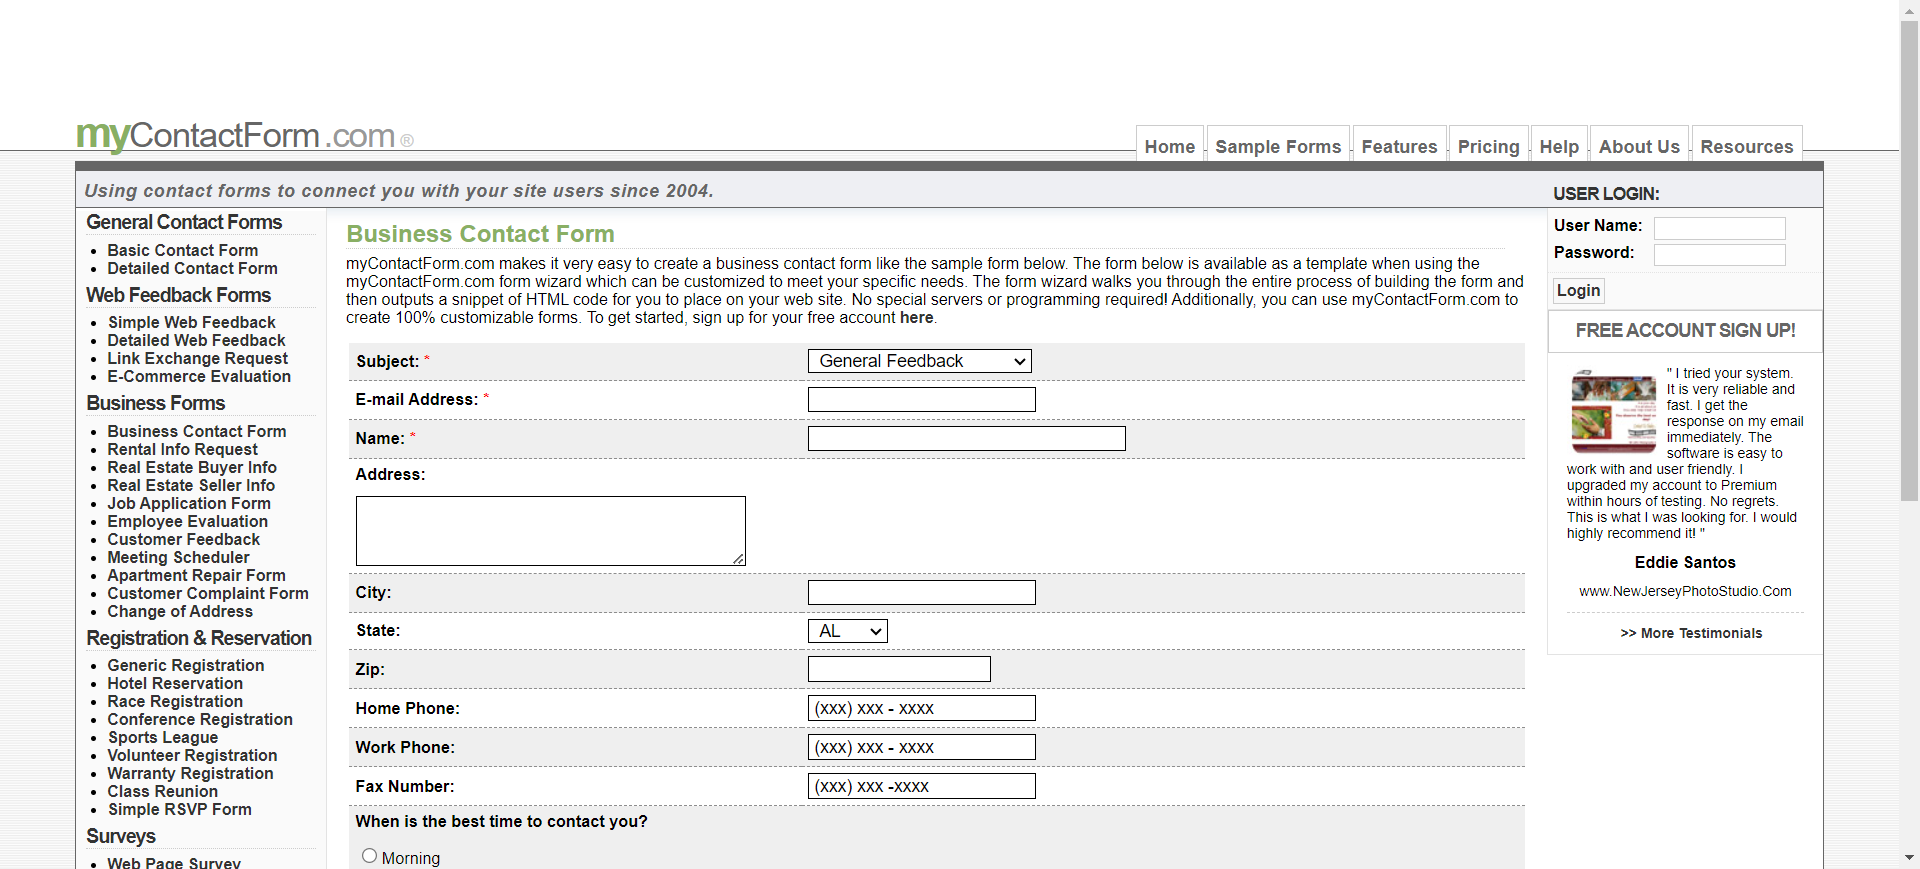 myContactForm.com ®
Home
Sample Forms
Features
Pricing
Help
About Us
Resources
Using contact forms to connect you with your site users since 2004.
General Contact Forms
Basic Contact Form
Detailed Contact Form
Web Feedback Forms
Simple Web Feedback
Detailed Web Feedback
Link Exchange Request
E-Commerce Evaluation
Business Forms
Business Contact Form
Rental Info Request
Real Estate Buyer Info
Real Estate Seller Info
Job Application Form
Employee Evaluation
Customer Feedback
Meeting Scheduler
Apartment Repair Form
Customer Complaint Form
Change of Address
Registration & Reservation
Generic Registration
Hotel Reservation
Race Registration
Conference Registration
Sports League
Volunteer Registration
Warranty Registration
Class Reunion
Simple RSVP Form
Surveys
Web Page Survey
Business Contact Form
myContactForm.com makes it very easy to create a business contact form like the sample form below. The form below is available as a template when using the
myContactForm.com form wizard which can be customized to meet your specific needs. The form wizard walks you through the entire process of building the form and
then outputs a snippet of HTML code for you to place on your web site. No special servers or programming required! Additionally, you can use myContactForm.com to
create 100% customizable forms. To get started, sign up for your free account here.
Subject: * General Feedback
E-mail Address: *
Name: *
Address:
City:
State: AL
Zip:
Home Phone: (xxx) xxx - xxxx
Work Phone: (xxx) xxx - xxxx
Fax Number: (xxx) xxx -xxxx
When is the best time to contact you?
Morning
USER LOGIN:
User Name:
Password:
Login
FREE ACCOUNT SIGN UP!
" I tried your system.
It is very reliable and
fast. I get the
response on my email
immediately. The
software is easy to
work with and user friendly. I
upgraded my account to Premium
within hours of testing. No regrets.
This is what I was looking for. I would
highly recommend it! "
Eddie Santos
www.NewJerseyPhotoStudio.Com
>> More Testimonials